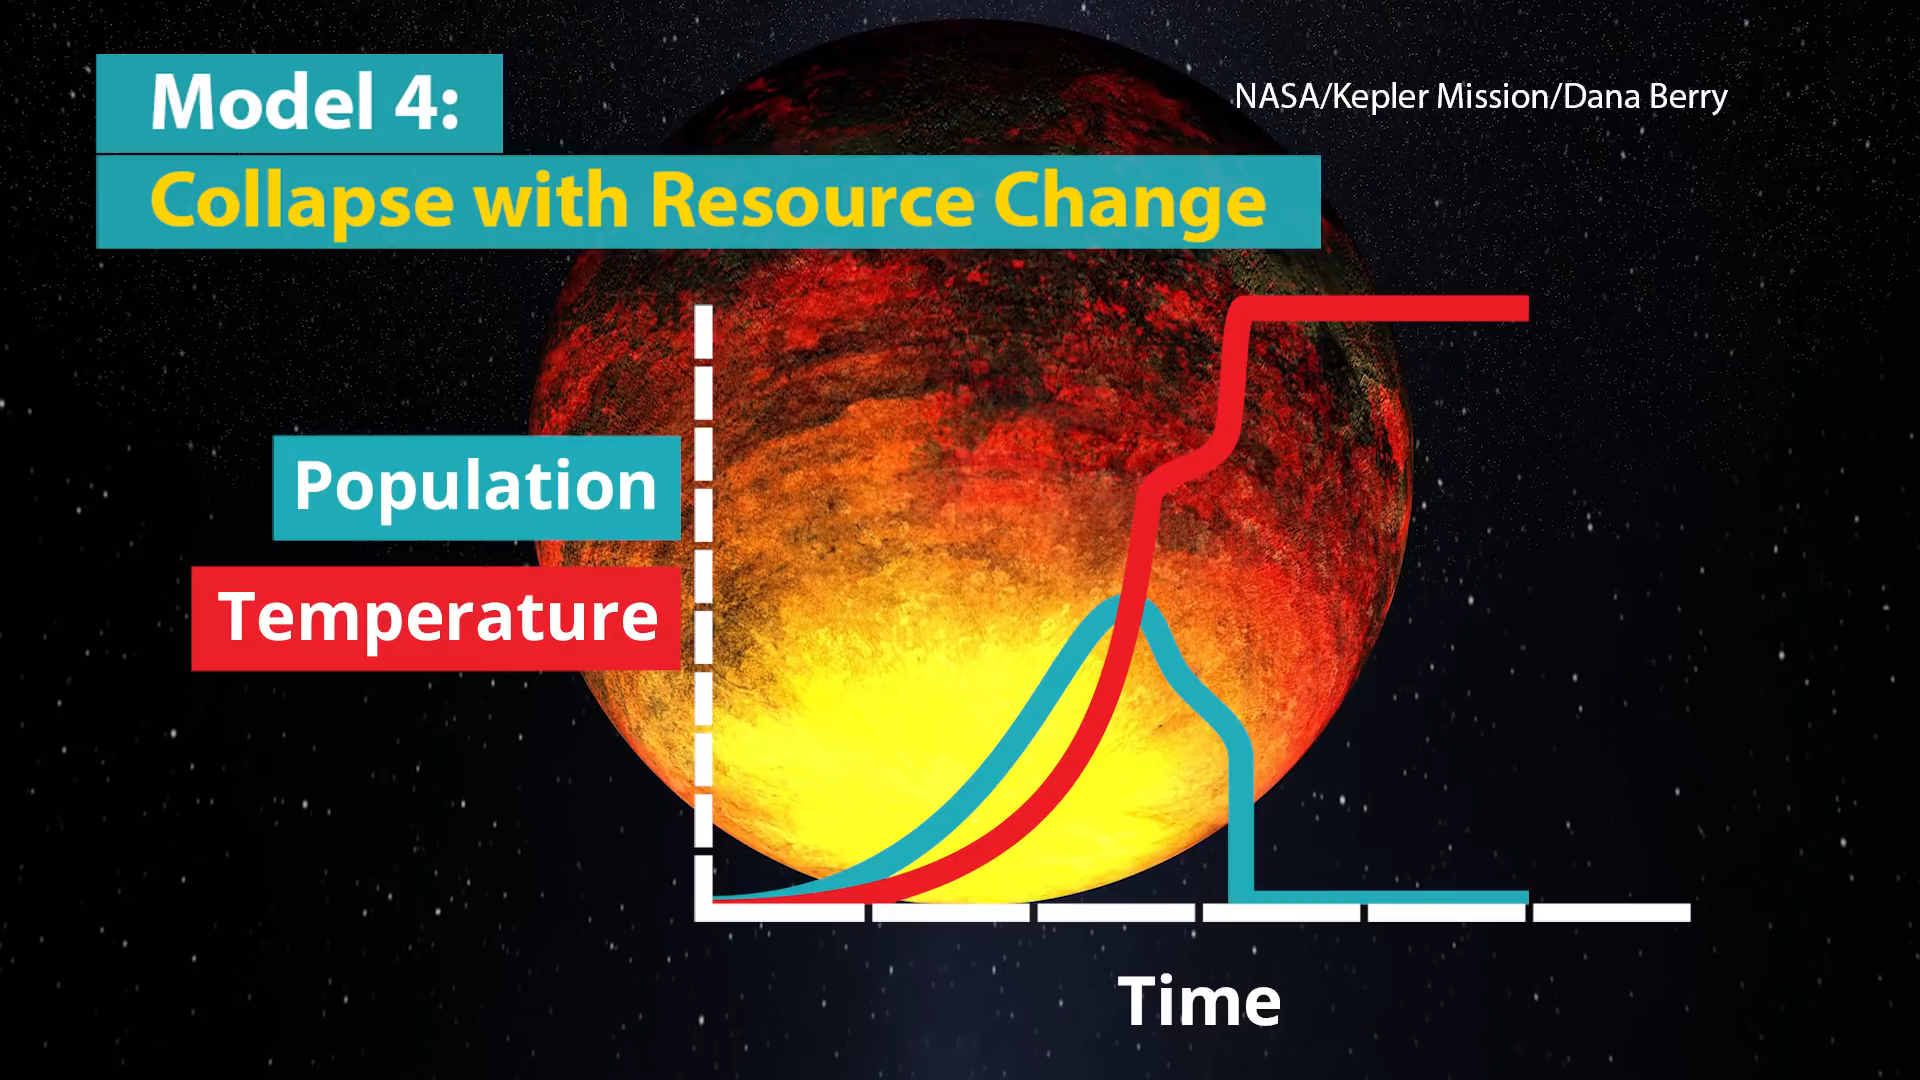 Model 4:
NASA/Kepler Mission/Dana Berry
Collapse with Resource Change
Population
Temperature
Time